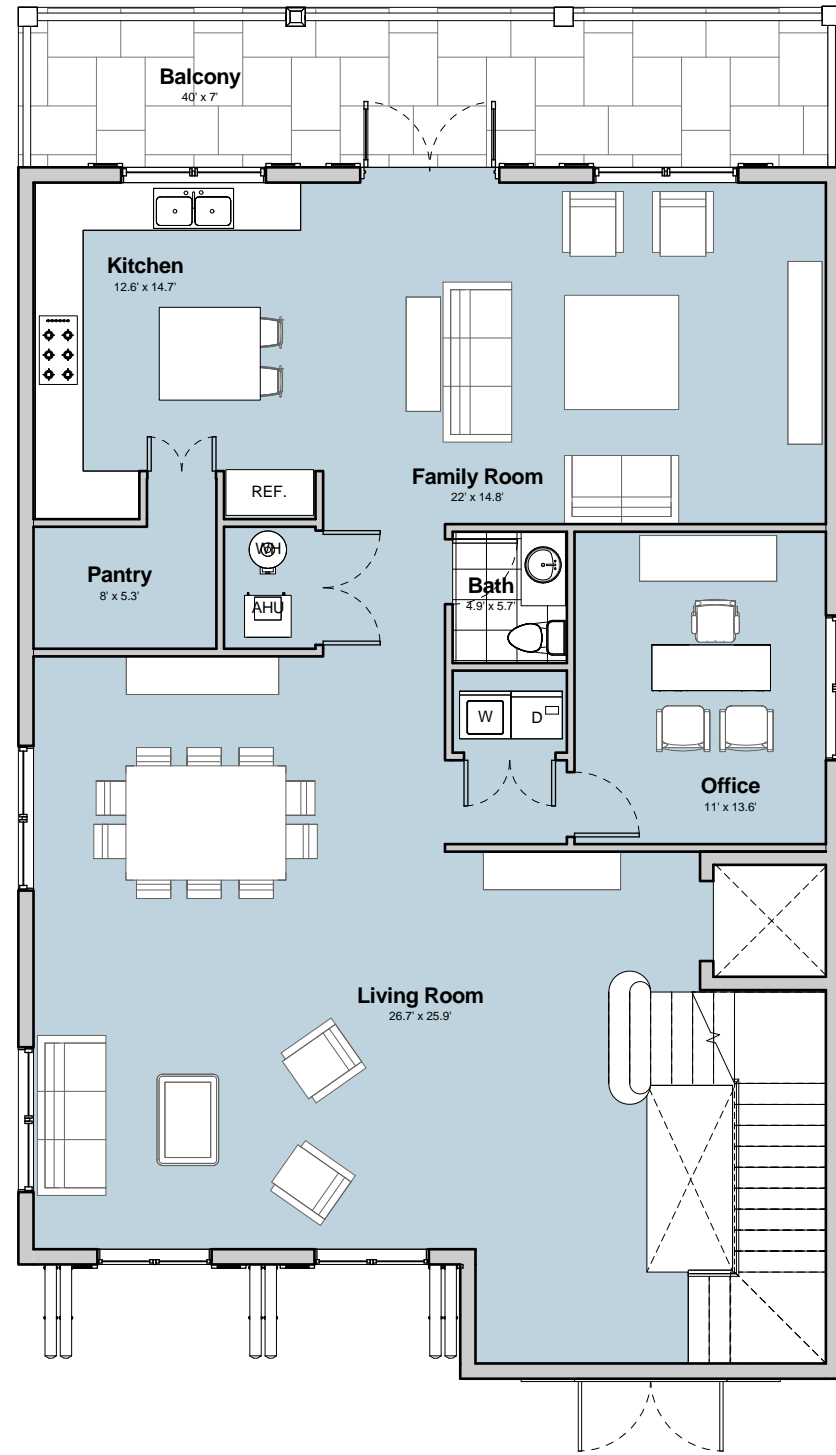 Balcony
40' x 7'
Kitchen
12.6' x 14.7'
Family Room
22' x 14.8'
REF.
WH
AHU
Pantry
8' x 5.3'
Bath
4.9' x 5.7'
W
D
Office
11' x 13.6'
Living Room
26.7' x 25.9'